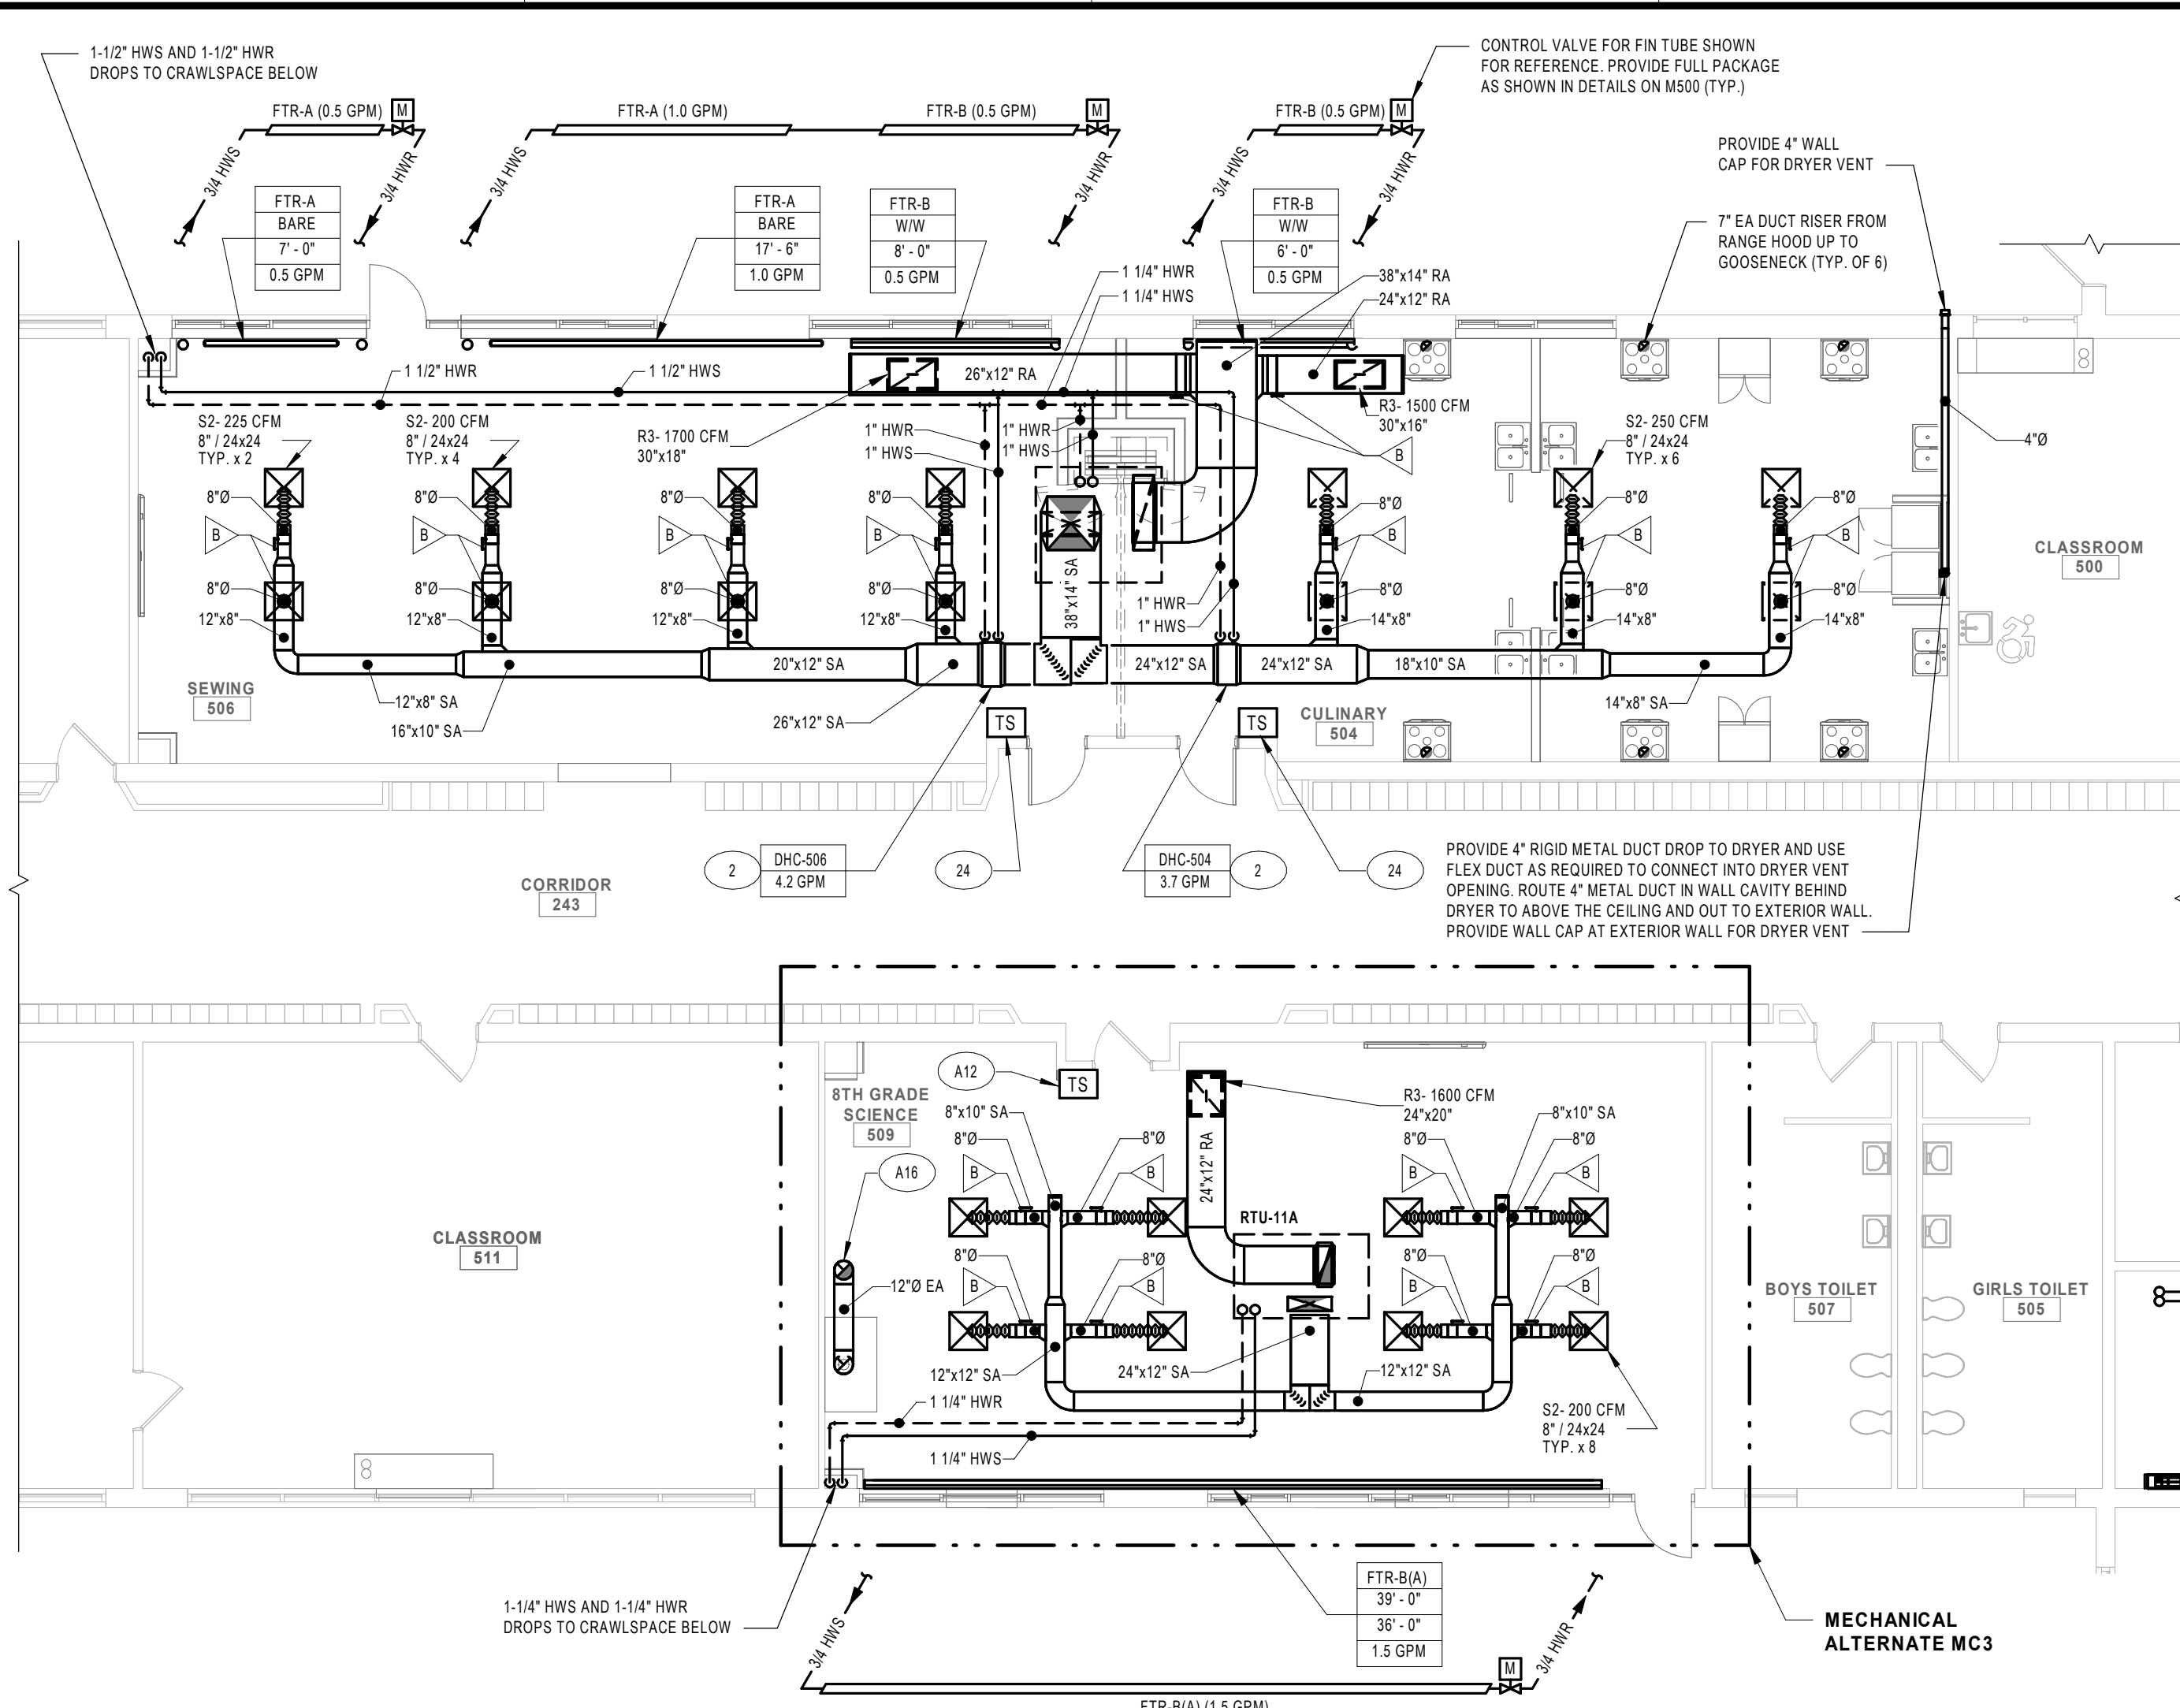 1-1/2" HWS AND 1-1/2" HWR
DROPS TO CRAWLSPACE BELOW
FTR-A (0.5 GPM)
M
3/4 HWS
3/4 HWR
FTR-A (1.0 GPM)
FTR-B (0.5 GPM)
M
3/4 HWS
3/4 HWR
FTR-B (0.5 GPM)
M
3/4 HWS
3/4 HWR
CONTROL VALVE FOR FIN TUBE SHOWN
FOR REFERENCE. PROVIDE FULL PACKAGE
AS SHOWN IN DETAILS ON M500 (TYP.)
PROVIDE 4" WALL
CAP FOR DRYER VENT
7" EA DUCT RISER FROM
RANGE HOOD UP TO
GOOSENECK (TYP. OF 6)
FTR-A
BARE
7' - 0"
0.5 GPM
FTR-A
BARE
17' - 6"
1.0 GPM
FTR-B
W/W
8' - 0"
0.5 GPM
FTR-B
W/W
6' - 0"
0.5 GPM
1 1/4" HWR
1 1/4" HWS
38"x14" RA
24"x12" RA
1 1/2" HWR
1 1/2" HWS
26"x12" RA
S2- 225 CFM
8" / 24x24
TYP. x 2
S2- 200 CFM
8" / 24x24
TYP. x 4
R3- 1700 CFM
30"x18"
1" HWR
1" HWS
1" HWR
1" HWS
R3- 1500 CFM
30"x16"
B
S2- 250 CFM
8" / 24x24
TYP. x 6
4"Ø
8"Ø
8"Ø
8"Ø
8"Ø
8"Ø
8"Ø
8"Ø
B
B
B
B
B
B
B
8"Ø
8"Ø
8"Ø
8"Ø
8"Ø
8"Ø
8"Ø
12"x8"
12"x8"
12"x8"
12"x8"
14"x8"
14"x8"
14"x8"
38"x14" SA
1" HWR
1" HWS
CLASSROOM
500
20"x12" SA
24"x12" SA
24"x12" SA
18"x10" SA
SEWING
506
12"x8" SA
16"x10" SA
26"x12" SA
14"x8" SA
TS
TS
CULINARY
504
2
DHC-506
4.2 GPM
24
DHC-504
3.7 GPM
2
24
CORRIDOR
243
PROVIDE 4" RIGID METAL DUCT DROP TO DRYER AND USE
FLEX DUCT AS REQUIRED TO CONNECT INTO DRYER VENT
OPENING. ROUTE 4" METAL DUCT IN WALL CAVITY BEHIND
DRYER TO ABOVE THE CEILING AND OUT TO EXTERIOR WALL.
PROVIDE WALL CAP AT EXTERIOR WALL FOR DRYER VENT
A12
TS
8TH GRADE
SCIENCE
509
8"x10" SA
R3- 1600 CFM
24"x20"
8"x10" SA
8"Ø
8"Ø
8"Ø
8"Ø
24"x12" RA
A16
B
B
B
B
RTU-11A
CLASSROOM
511
8"Ø
8"Ø
8"Ø
8"Ø
12"Ø EA
B
B
B
B
BOYS TOILET
507
GIRLS TOILET
505
12"x12" SA
24"x12" SA
12"x12" SA
1 1/4" HWR
1 1/4" HWS
S2- 200 CFM
8" / 24x24
TYP. x 8
1-1/4" HWS AND 1-1/4" HWR
DROPS TO CRAWLSPACE BELOW
FTR-B(A)
39' - 0"
36' - 0"
1.5 GPM
MECHANICAL
ALTERNATE MC3
3/4 HWS
M
3/4 HWR
FTR-B(A) (1.5 GPM)